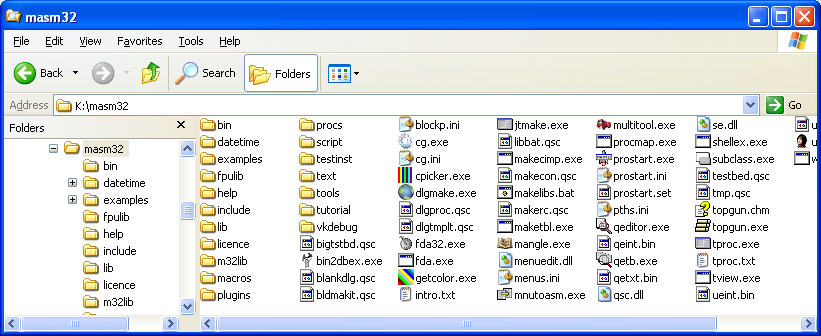 masm32
File Edit View Favorites Tools Help
Back Search Folders
Address K:\masm32 Go
Folders
masm32
bin
datetime
examples
fpulib
help
include
lib
licence
m32lib
bin
datetime
examples
fpulib
help
include
lib
licence
m32lib
macros
plugins
procs
script
testinst
text
tools
tutorial
vkdebug
bigtstbd.qsc
bin2dbex.exe
blankdlg.qsc
bldmakit.qsc
blockp.ini
cg.exe
cg.ini
cpicker.exe
dlgmake.exe
dlgproc.qsc
dlgtmplt.qsc
fda32.exe
fda.exe
getcolor.exe
intro.txt
jtmake.exe
libbat.qsc
makecimp.exe
makecon.qsc
makelibs.bat
makerc.qsc
maketbl.exe
mangle.exe
menuedit.dll
menus.ini
mnutoasm.exe
multitool.exe
procmap.exe
prostart.exe
prostart.ini
prostart.set
pths.ini
qeditor.exe
qeint.bin
qetb.exe
qetxt.bin
qsc.dll
se.dll
shellex.exe
subclass.exe
testbed.qsc
tmp.qsc
topgun.chm
topgun.exe
tproc.exe
tproc.txt
tview.exe
ueint.bin